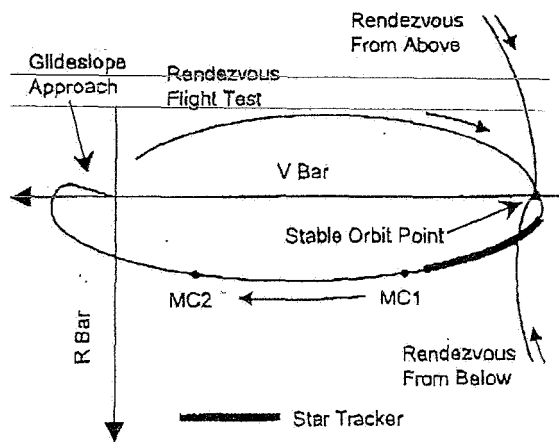 Rendezvous
From Above
Glideslope
Approach
Rendezvous
Flight Test
V Bar
Stable Orbit Point
MC2
MC1
R Bar
Rendezvous
From Below
Star Tracker